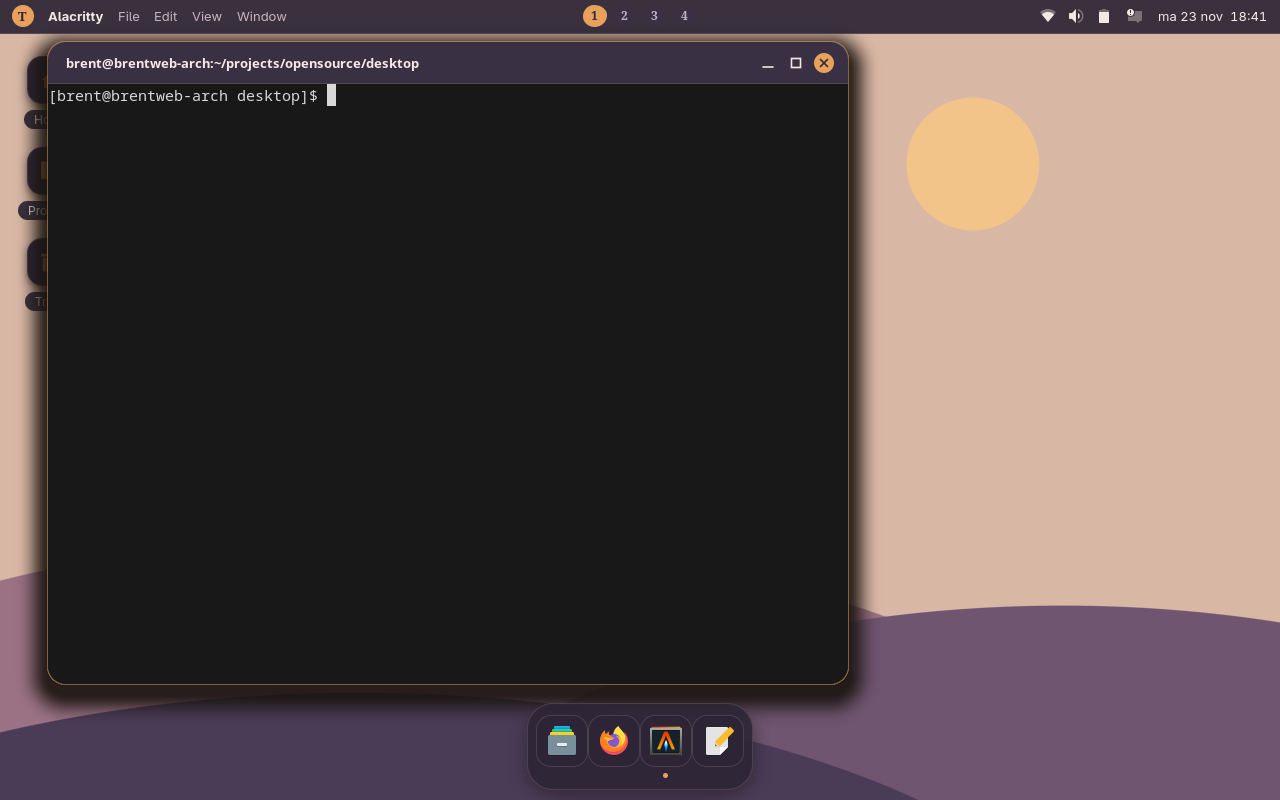 T Alacritty File Edit View Window 1 2 3 4 ma 23 nov 18:41
brent@brentweb-arch:~/projects/opensource/desktop
[brent@brentweb-arch desktop]$